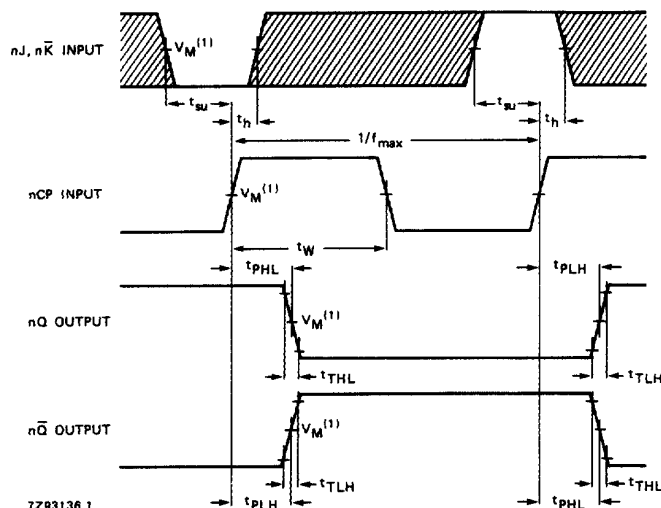 nJ, nK̅ INPUT
V_M^(1)
t_su
t_su
t_h
t_h
1/f_max
nCP INPUT
V_M^(1)
t_W
t_PHL
t_PLH
nQ OUTPUT
V_M^(1)
t_THL
t_TLH
nQ̅ OUTPUT
V_M^(1)
t_TLH
t_THL
t_PLH
t_PHL
7Z93136.1